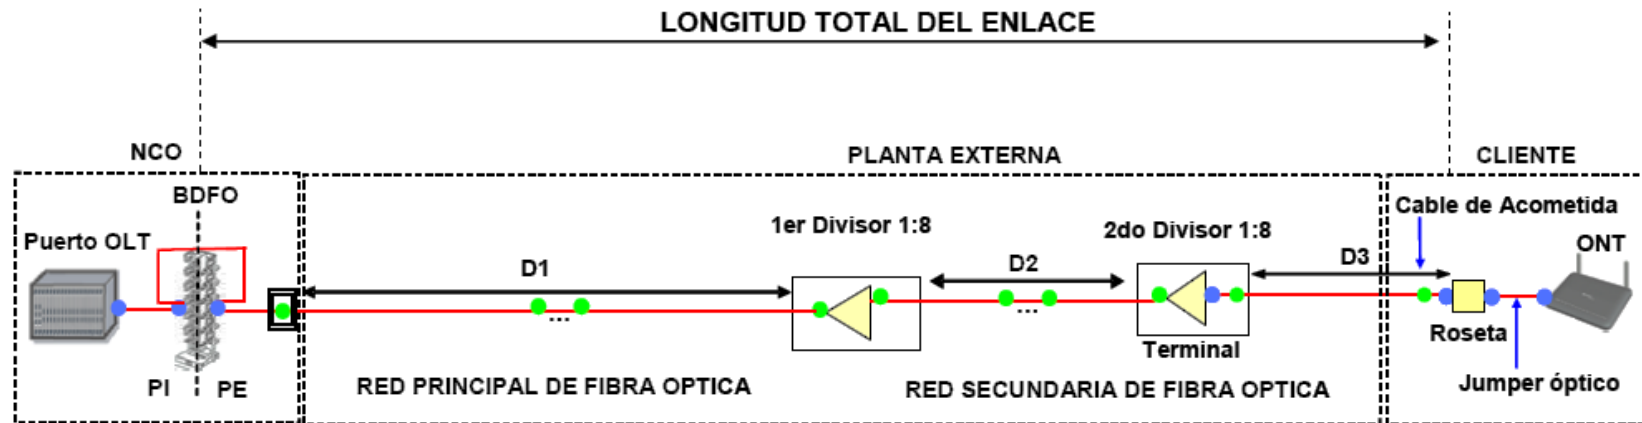 LONGITUD TOTAL DEL ENLACE
NCO
PLANTA EXTERNA
CLIENTE
BDFO
Puerto OLT
1er Divisor 1:8
2do Divisor 1:8
Cable de Acometida
ONT
D1
D2
D3
...
...
Terminal
Roseta
PI
PE
RED PRINCIPAL DE FIBRA OPTICA
RED SECUNDARIA DE FIBRA OPTICA
Jumper óptico